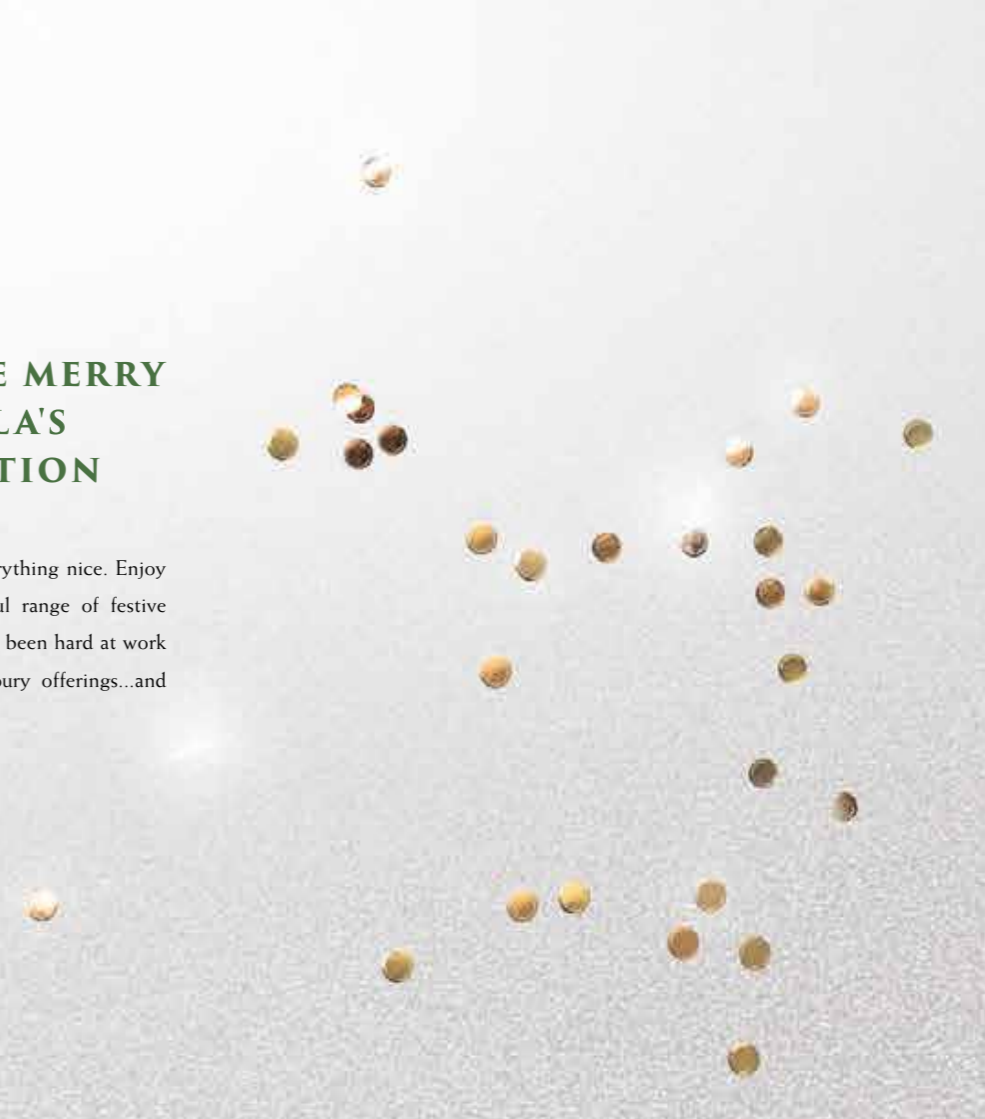 E MERRY
LA'S
TION
rything nice. Enjoy
ul range of festive
been hard at work
oury offerings...and